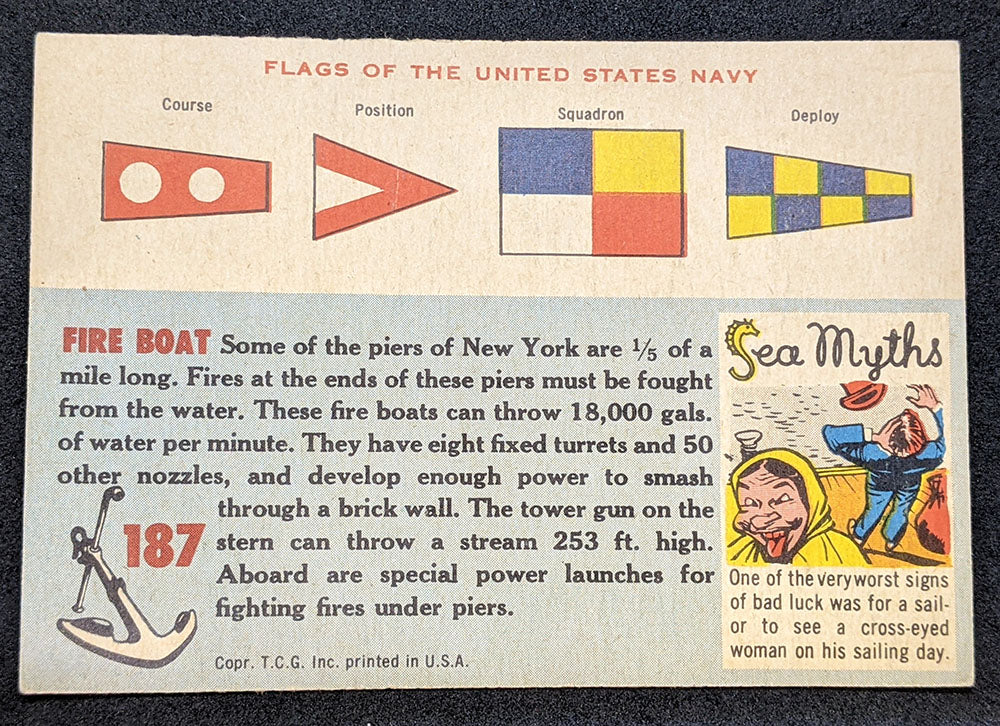 FLAGS OF THE UNITED STATES NAVY
Course
Position
Squadron
Deploy
FIRE BOAT Some of the piers of New York are 1/5 of a
mile long. Fires at the ends of these piers must be fought
from the water. These fire boats can throw 18,000 gals.
of water per minute. They have eight fixed turrets and 50
other nozzles, and develop enough power to smash
through a brick wall. The tower gun on the
stern can throw a stream 253 ft. high.
Aboard are special power launches for
fighting fires under piers.
187
Copr. T.C.G. Inc. printed in U.S.A.
Sea Myths
One of the very worst signs
of bad luck was for a sail-
or to see a cross-eyed
woman on his sailing day.